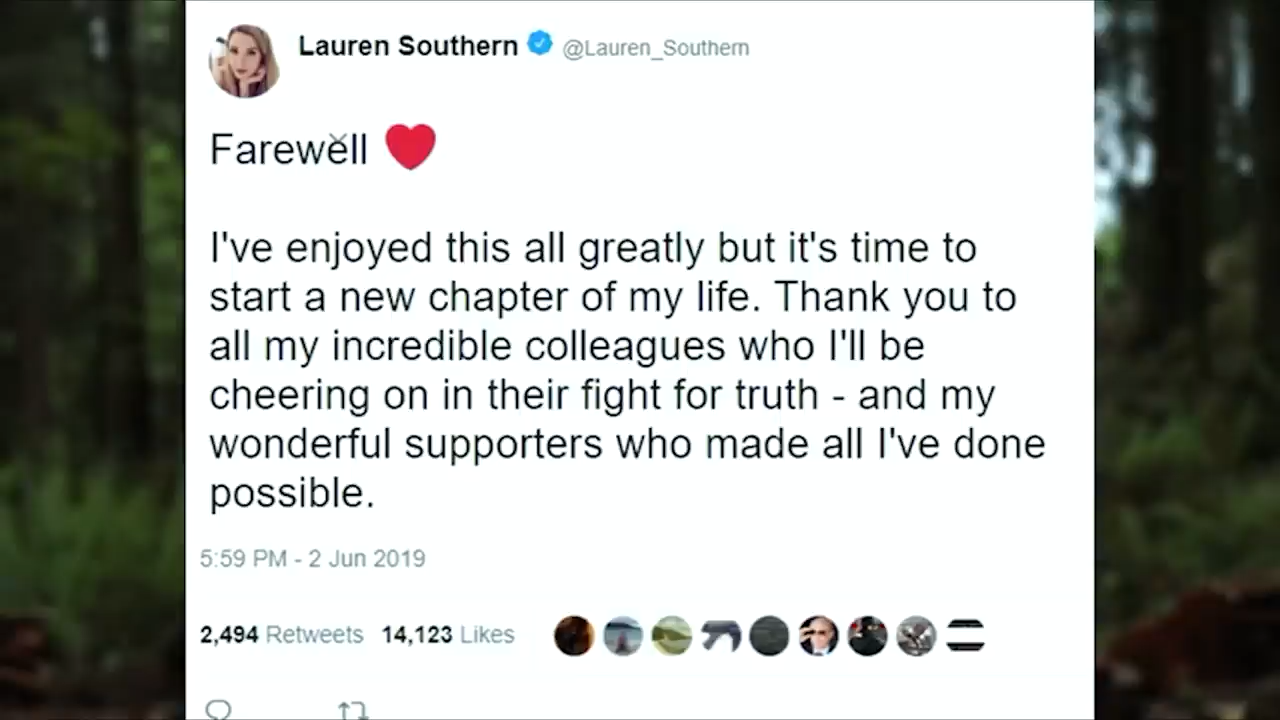 Lauren Southern @Lauren_Southern
Farewell ❤
I've enjoyed this all greatly but it's time to
start a new chapter of my life. Thank you to
all my incredible colleagues who I'll be
cheering on in their fight for truth - and my
wonderful supporters who made all I've done
possible.
5:59 PM - 2 Jun 2019
2,494 Retweets 14,123 Likes